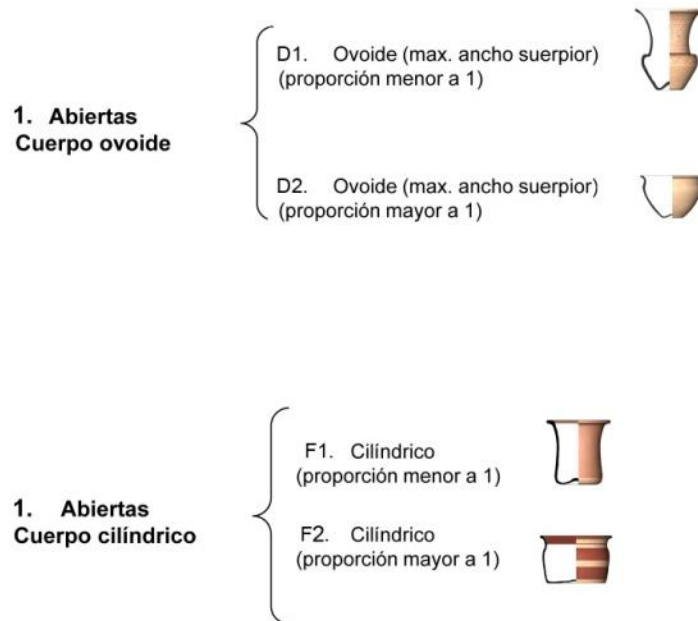 D1. Ovoide (max. ancho suerpior)
(proporción menor a 1)
1. Abiertas
Cuerpo ovoide
D2. Ovoide (max. ancho suerpior)
(proporción mayor a 1)
F1. Cilíndrico
(proporción menor a 1)
1. Abiertas
Cuerpo cilíndrico
F2. Cilíndrico
(proporción mayor a 1)